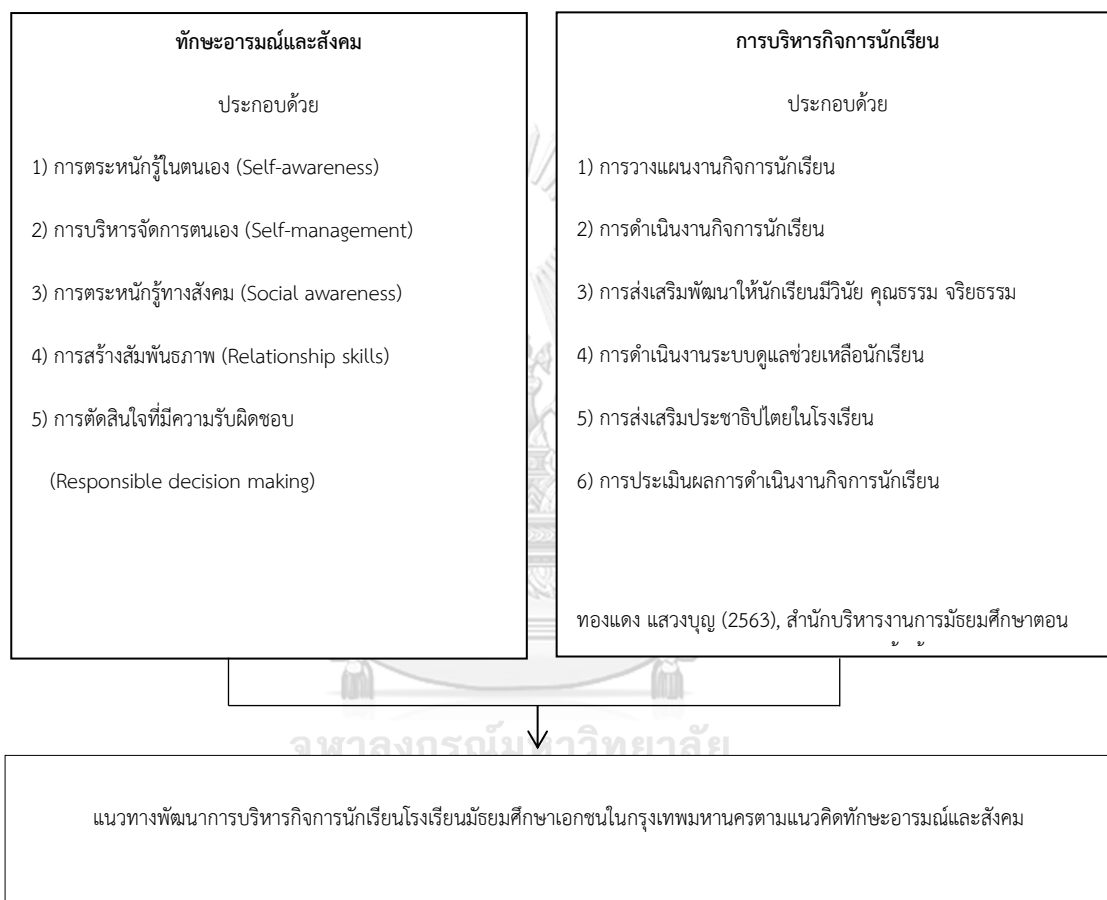 ทักษะอารมณ์และสังคม
ประกอบด้วย
1) การตระหนักรู้ในตนเอง (Self-awareness)
2) การบริหารจัดการตนเอง (Self-management)
3) การตระหนักรู้ทางสังคม (Social awareness)
4) การสร้างสัมพันธภาพ (Relationship skills)
5) การตัดสินใจที่มีความรับผิดชอบ
(Responsible decision making)
การบริหารกิจการนักเรียน
ประกอบด้วย
1) การวางแผนงานกิจการนักเรียน
2) การดำเนินงานกิจการนักเรียน
3) การส่งเสริมพัฒนาให้นักเรียนมีวินัย คุณธรรม จริยธรรม
4) การดำเนินงานระบบดูแลช่วยเหลือนักเรียน
5) การส่งเสริมประชาธิปไตยในโรงเรียน
6) การประเมินผลการดำเนินงานกิจการนักเรียน
ทองแดง แสวงบุญ (2563), สำนักบริหารงานการมัธยมศึกษาตอน
จุฬาลงกรณ์มหาวิทยาลัย
แนวทางพัฒนาการบริหารกิจการนักเรียนโรงเรียนมัธยมศึกษาเอกชนในกรุงเทพมหานครตามแนวคิดทักษะอารมณ์และสังคม